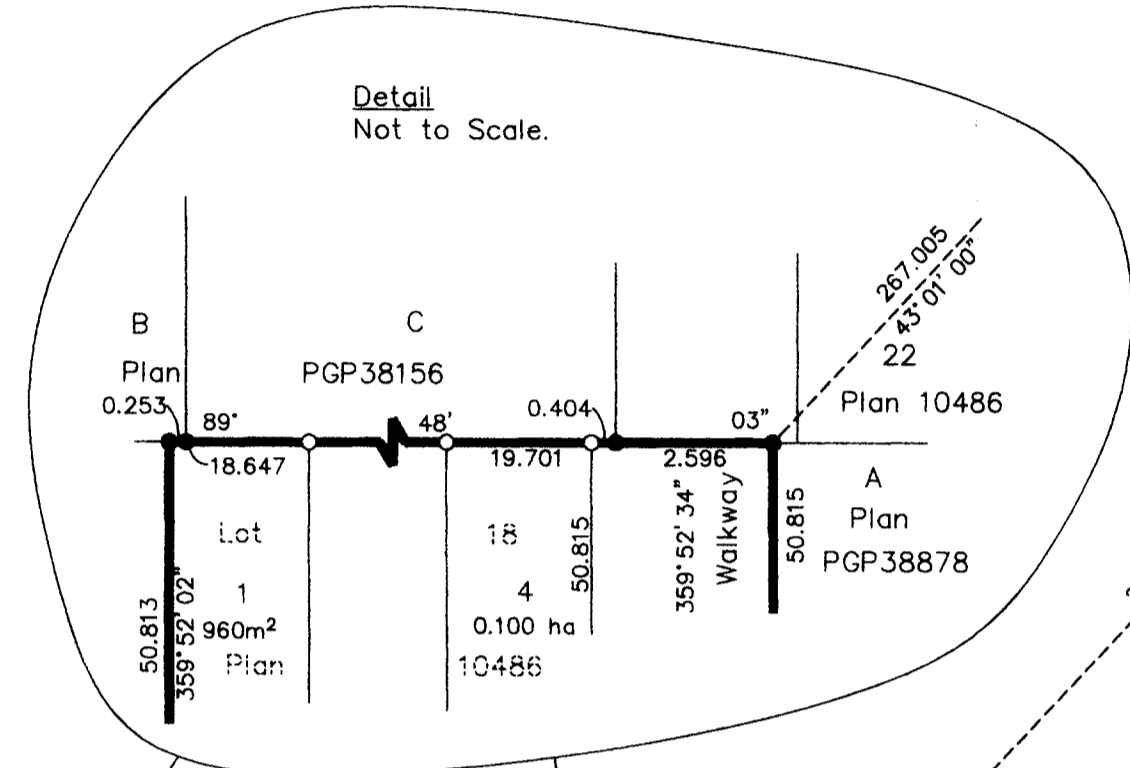 Detail
Not to Scale.
267.005
43° 01' 00"
B
C
22
Plan
PGP38156
Plan 10486
0.253
89°
48'
0.404
03"
18.647
19.701
2.596
A
Plan
PGP38878
Lot
18
50.815
359° 52' 34"
Walkway
50.815
1
4
50.813
359° 52' 02"
960m²
0.100 ha
Plan
10486